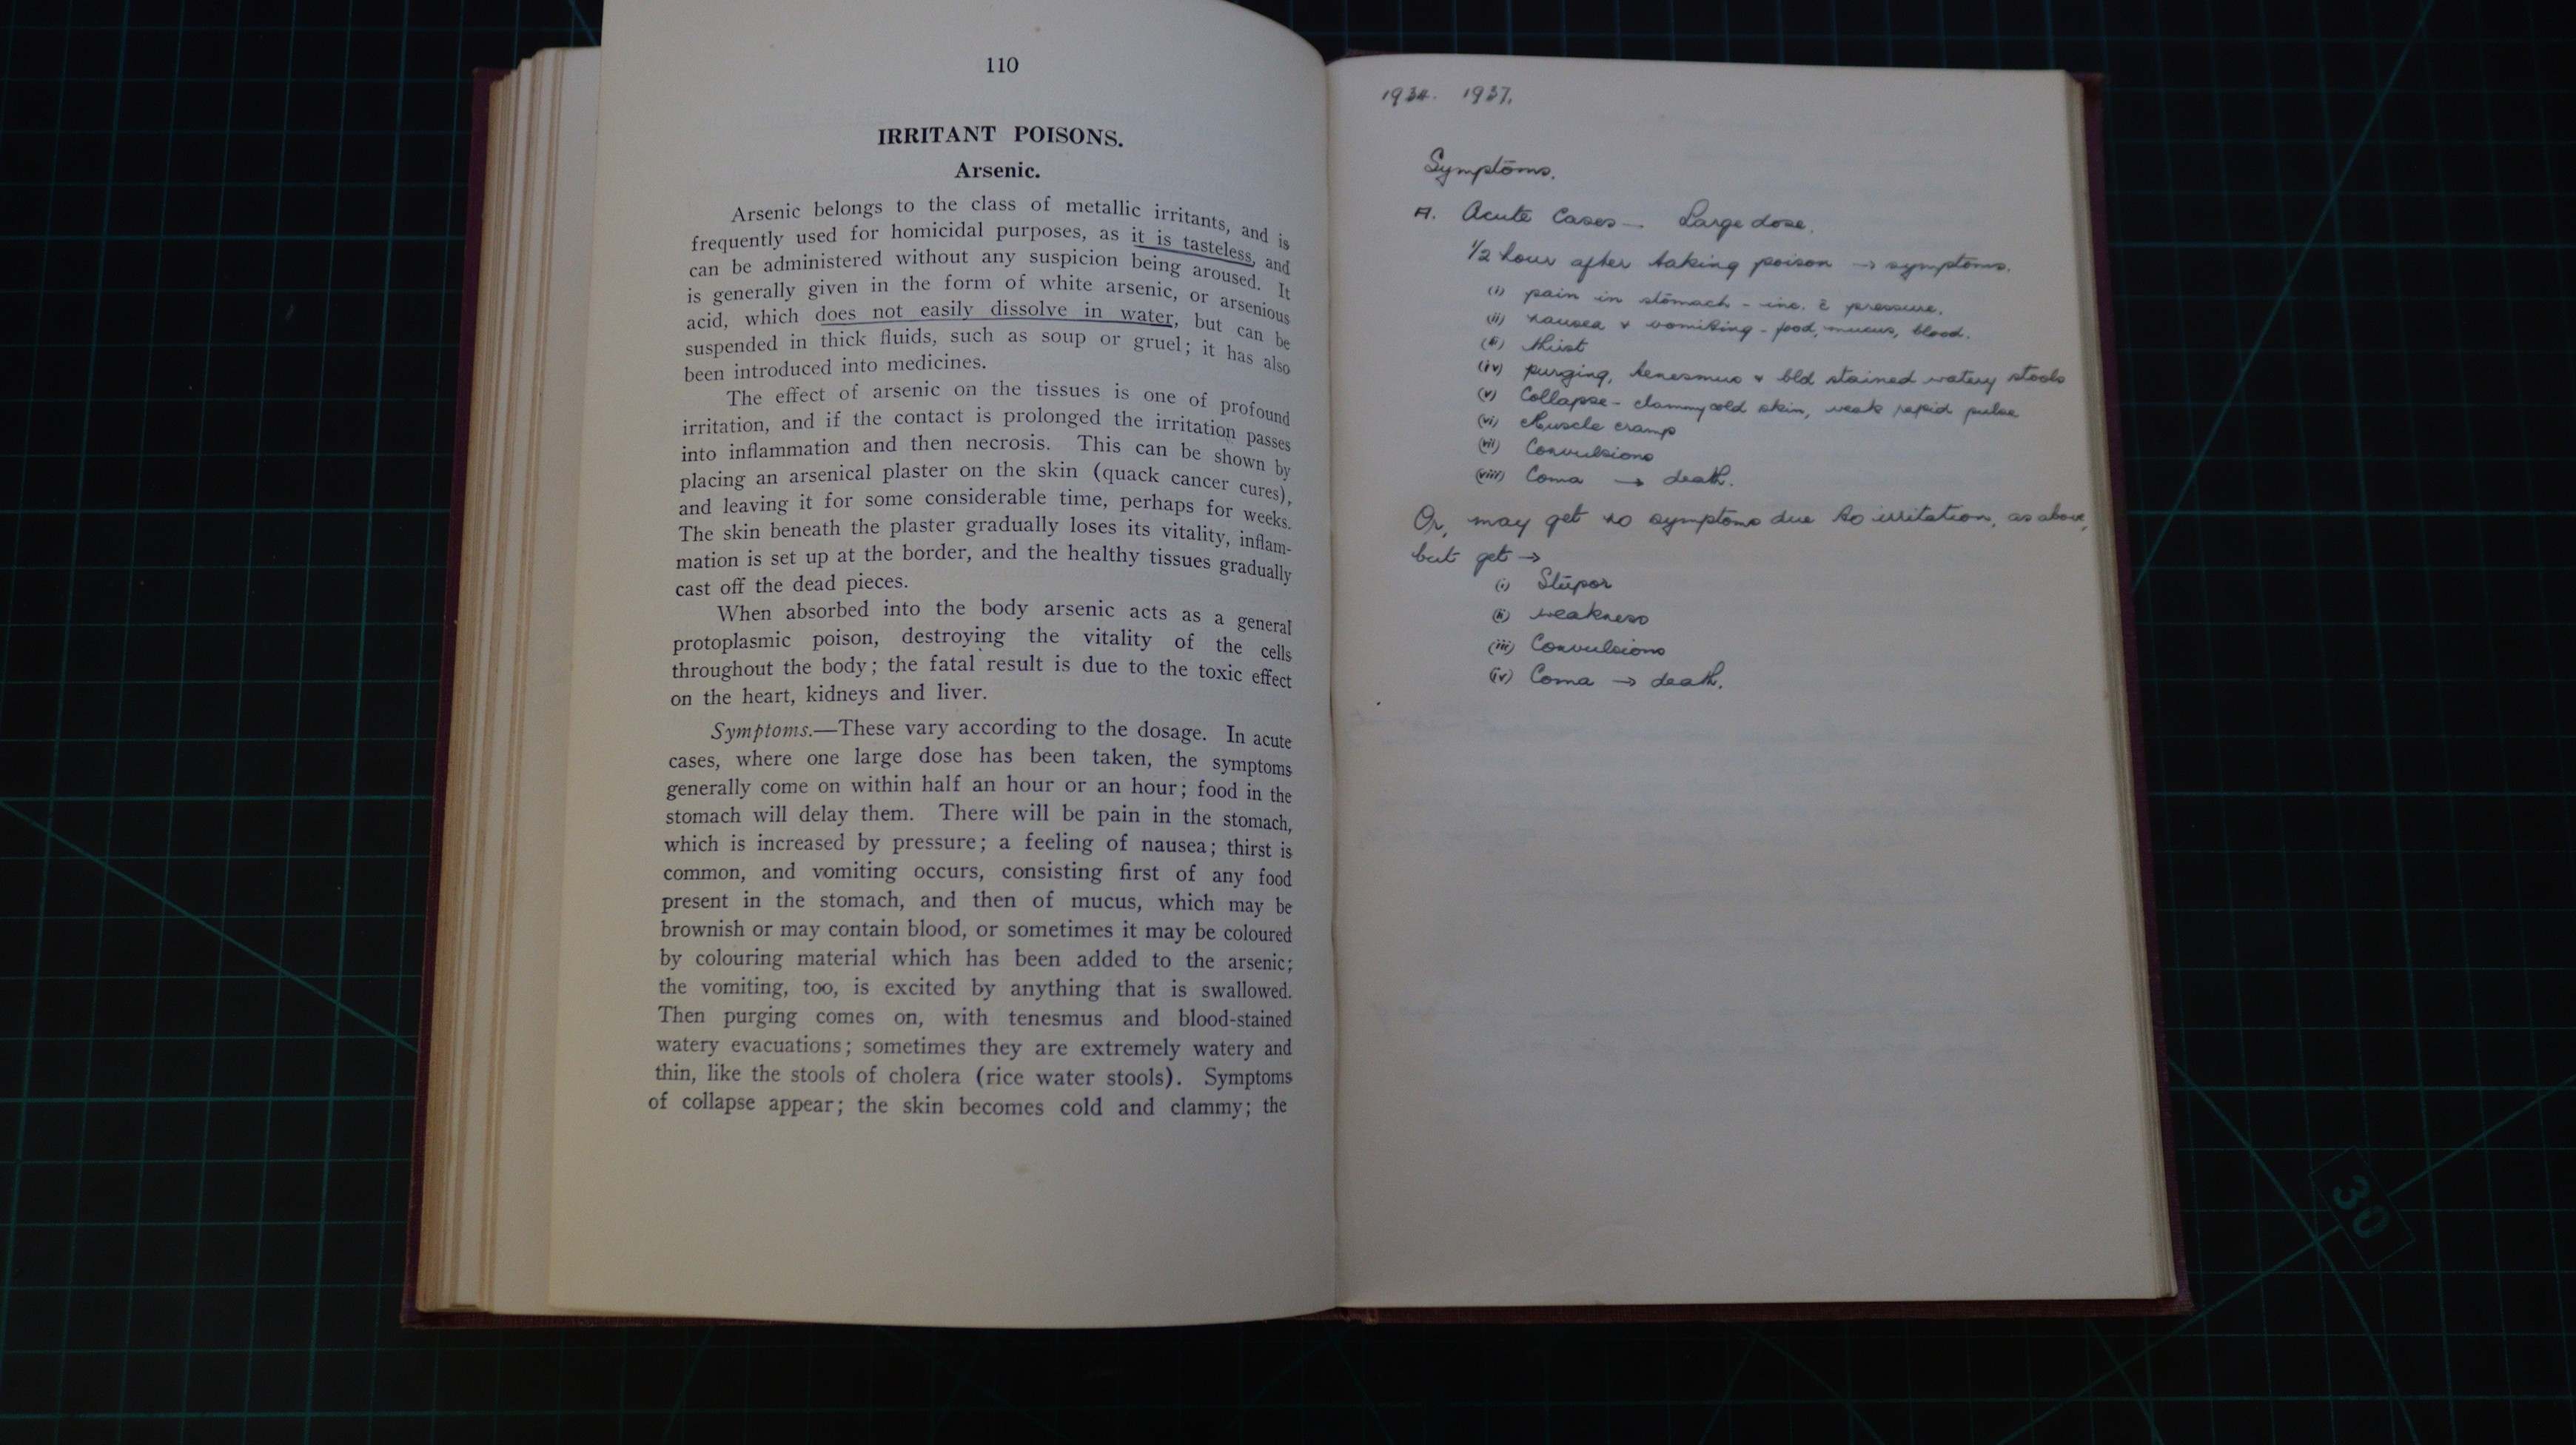 110
IRRITANT POISONS.
Arsenic.
Arsenic belongs to the class of metallic irritants, and is
frequently used for homicidal purposes, as it is tasteless, and
can be administered without any suspicion being aroused. It
is generally given in the form of white arsenic, or arsenious
acid, which does not easily dissolve in water, but can be
suspended in thick fluids, such as soup or gruel; it has also
been introduced into medicines.
The effect of arsenic on the tissues is one of profound
irritation, and if the contact is prolonged the irritation passes
into inflammation and then necrosis. This can be shown by
placing an arsenical plaster on the skin (quack cancer cures),
and leaving it for some considerable time, perhaps for weeks.
The skin beneath the plaster gradually loses its vitality, inflam-
mation is set up at the border, and the healthy tissues gradually
cast off the dead pieces.
When absorbed into the body arsenic acts as a general
protoplasmic poison, destroying the vitality of the cells
throughout the body; the fatal result is due to the toxic effect
on the heart, kidneys and liver.
Symptoms.—These vary according to the dosage. In acute
cases, where one large dose has been taken, the symptoms
generally come on within half an hour or an hour; food in the
stomach will delay them. There will be pain in the stomach,
which is increased by pressure; a feeling of nausea; thirst is
common, and vomiting occurs, consisting first of any food
present in the stomach, and then of mucus, which may be
brownish or may contain blood, or sometimes it may be coloured
by colouring material which has been added to the arsenic;
the vomiting, too, is excited by anything that is swallowed.
Then purging comes on, with tenesmus and blood-stained
watery evacuations; sometimes they are extremely watery and
thin, like the stools of cholera (rice water stools). Symptoms
of collapse appear; the skin becomes cold and clammy; the
1934. 1937.
Symptoms.
A. Acute Cases — Large dose.
1/2 hour after taking poison → symptoms.
(i) pain in stomach - inc. c̄ pressure.
(ii) nausea & vomiting - food, mucus, blood.
(iii) thirst
(iv) purging, tenesmus & bld stained watery stools
(v) Collapse - clammy cold skin, weak rapid pulse
(vi) Muscle cramp
(vii) Convulsions
(viii) Coma → death.
Or, may get no symptoms due to irritation, as above,
but get →
(i) Stupor
(ii) weakness
(iii) Convulsions
(iv) Coma → death.
30